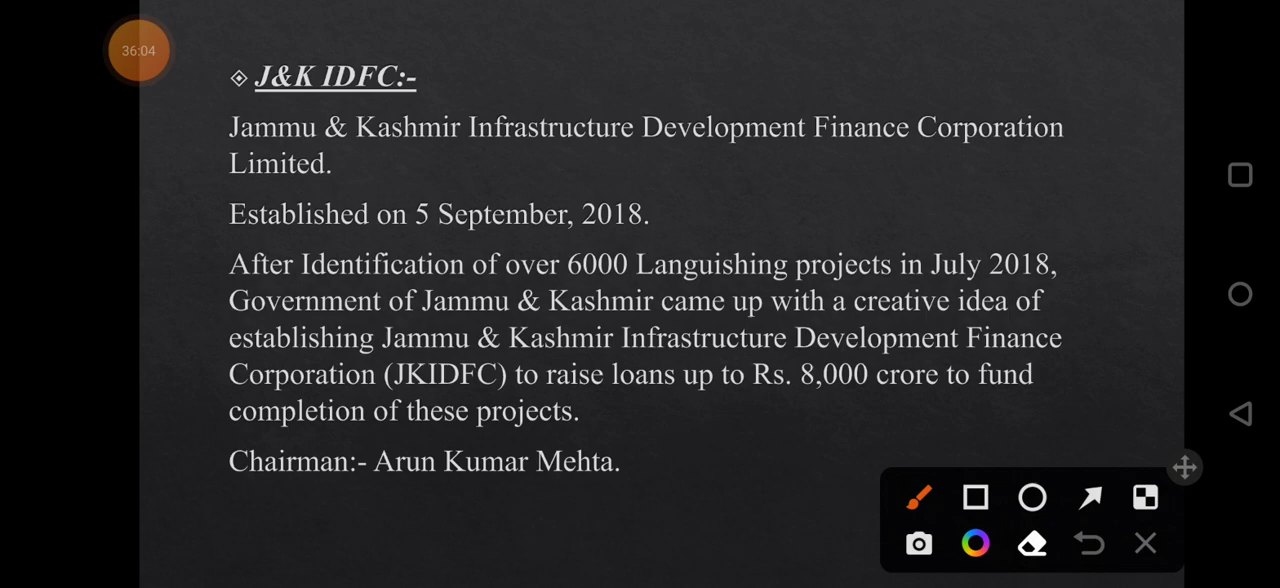 36:04
J&K IDFC:-
Jammu & Kashmir Infrastructure Development Finance Corporation
Limited.
Established on 5 September, 2018.
After Identification of over 6000 Languishing projects in July 2018,
Government of Jammu & Kashmir came up with a creative idea of
establishing Jammu & Kashmir Infrastructure Development Finance
Corporation (JKIDFC) to raise loans up to Rs. 8,000 crore to fund
completion of these projects.
Chairman:- Arun Kumar Mehta.